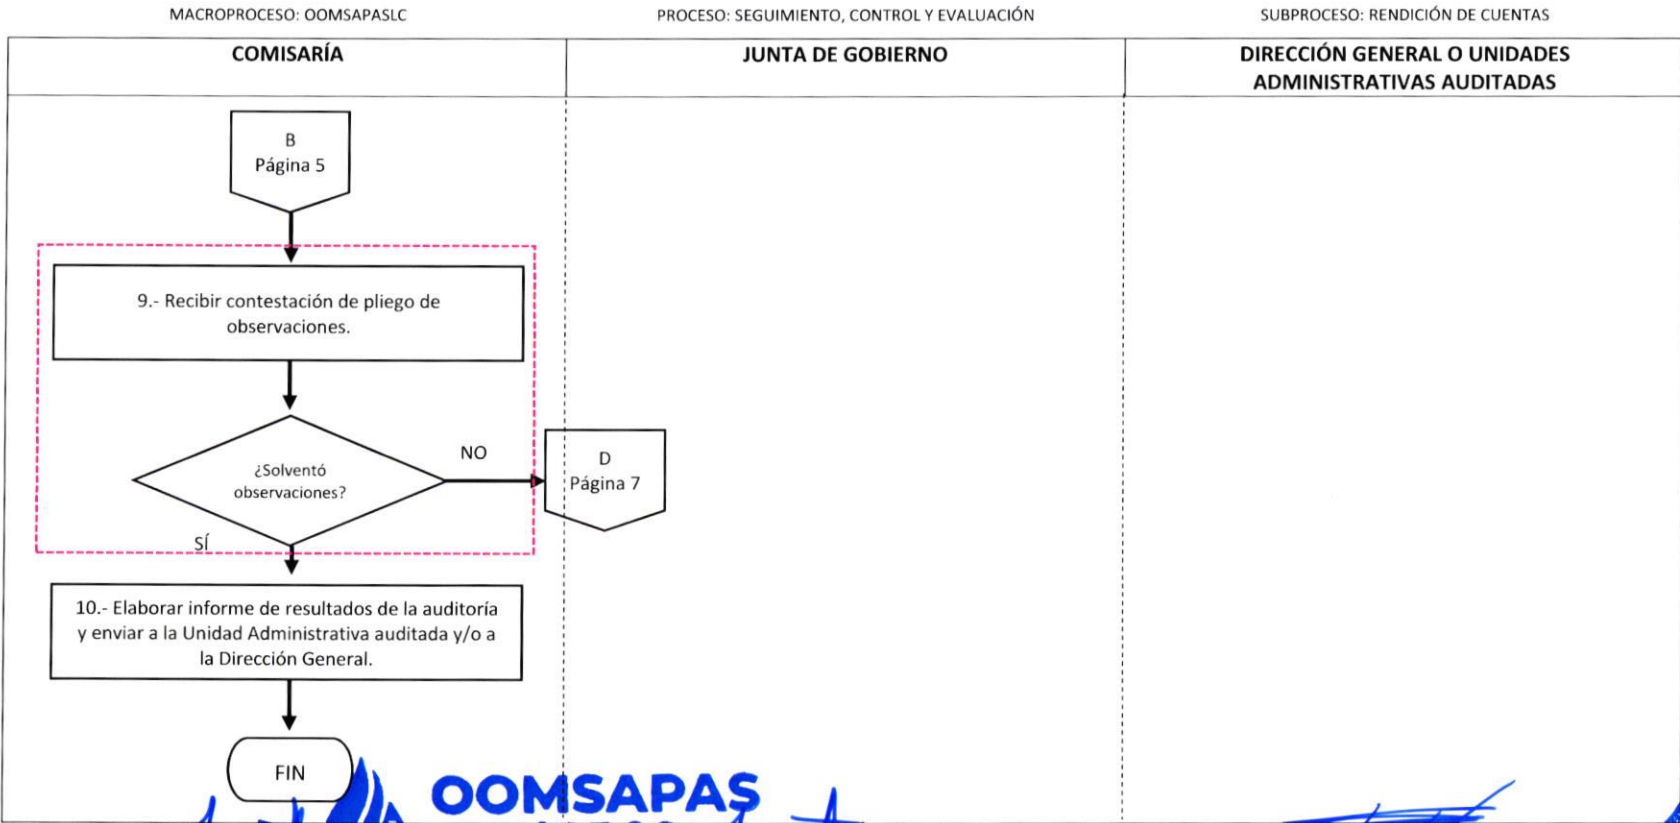 MACROPROCESO: OOMSAPASLC
PROCESO: SEGUIMIENTO, CONTROL Y EVALUACIÓN
SUBPROCESO: RENDICIÓN DE CUENTAS
COMISARÍA
JUNTA DE GOBIERNO
DIRECCIÓN GENERAL O UNIDADES
ADMINISTRATIVAS AUDITADAS
B
Página 5
9.- Recibir contestación de pliego de
observaciones.
¿Solventó
observaciones?
NO
D
Página 7
SÍ
10.- Elaborar informe de resultados de la auditoría
y enviar a la Unidad Administrativa auditada y/o a
la Dirección General.
FIN
OOMSAPAS